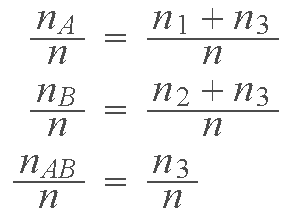 n_A / n = (n_1 + n_3) / n
n_B / n = (n_2 + n_3) / n
n_AB / n = n_3 / n